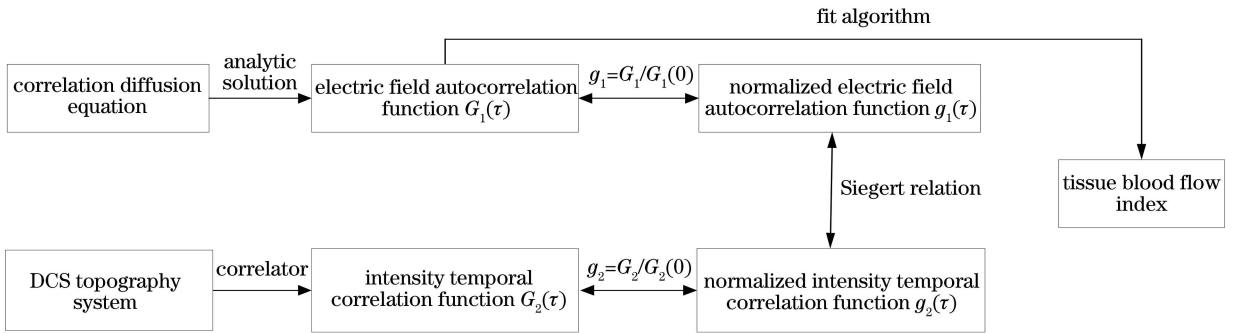 fit algorithm
correlation diffusion
equation
analytic
solution
electric field autocorrelation
function G₁(τ)
g₁=G₁/G₁(0)
normalized electric field
autocorrelation function g₁(τ)
Siegert relation
tissue blood flow
index
DCS topography
system
correlator
intensity temporal
correlation function G₂(τ)
g₂=G₂/G₂(0)
normalized intensity temporal
correlation function g₂(τ)